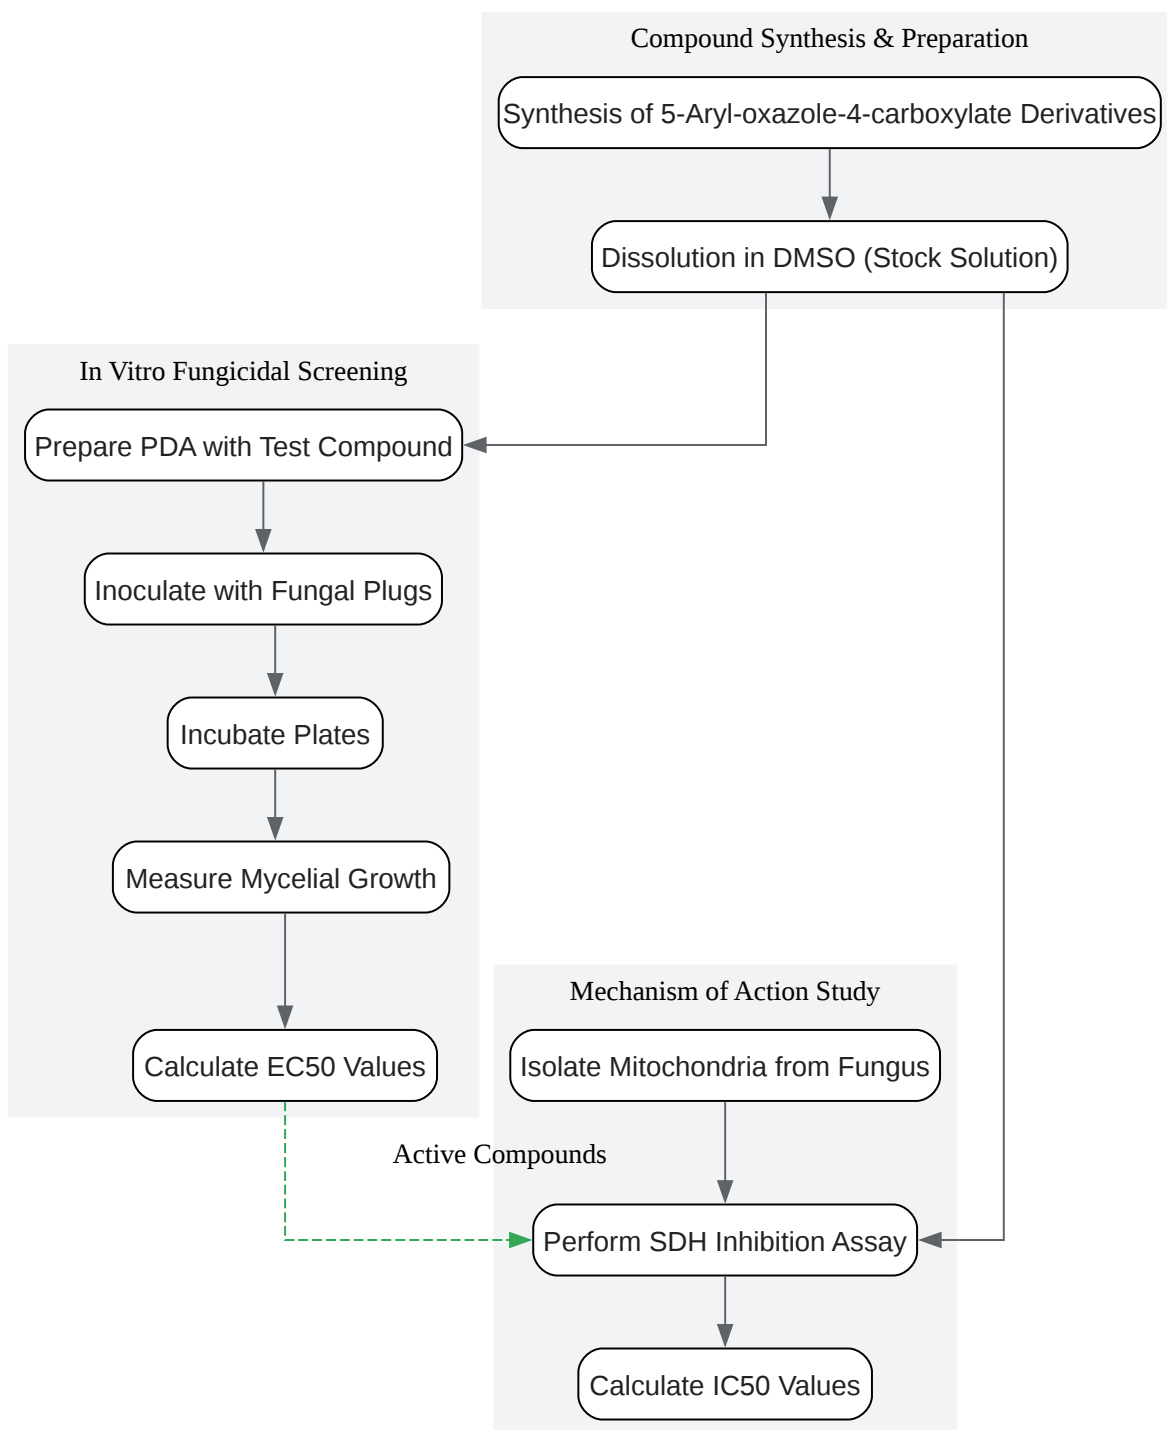 Compound Synthesis & Preparation
Synthesis of 5-Aryl-oxazole-4-carboxylate Derivatives
Dissolution in DMSO (Stock Solution)
In Vitro Fungicidal Screening
Prepare PDA with Test Compound
Inoculate with Fungal Plugs
Incubate Plates
Measure Mycelial Growth
Calculate EC50 Values
Active Compounds
Mechanism of Action Study
Isolate Mitochondria from Fungus
Perform SDH Inhibition Assay
Calculate IC50 Values